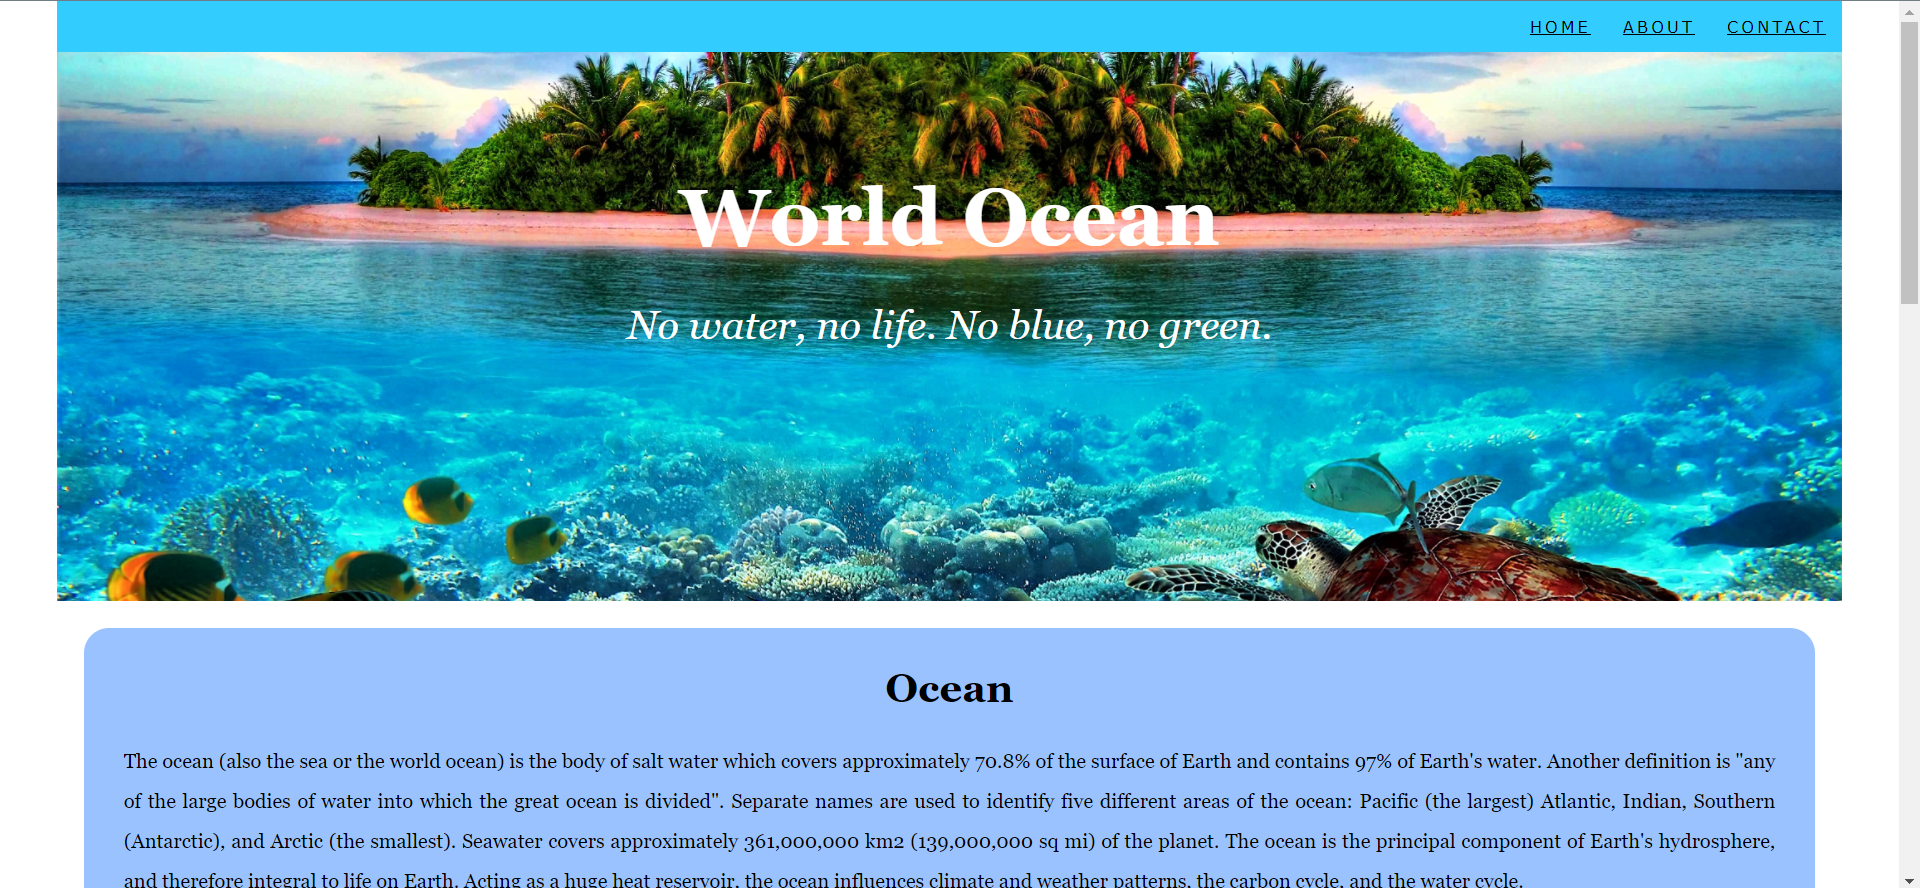 HOME ABOUT CONTACT
World Ocean
No water, no life. No blue, no green.
Ocean
The ocean (also the sea or the world ocean) is the body of salt water which covers approximately 70.8% of the surface of Earth and contains 97% of Earth's water. Another definition is "any
of the large bodies of water into which the great ocean is divided". Separate names are used to identify five different areas of the ocean: Pacific (the largest) Atlantic, Indian, Southern
(Antarctic), and Arctic (the smallest). Seawater covers approximately 361,000,000 km2 (139,000,000 sq mi) of the planet. The ocean is the principal component of Earth's hydrosphere,
and therefore integral to life on Earth. Acting as a huge heat reservoir, the ocean influences climate and weather patterns, the carbon cycle, and the water cycle.